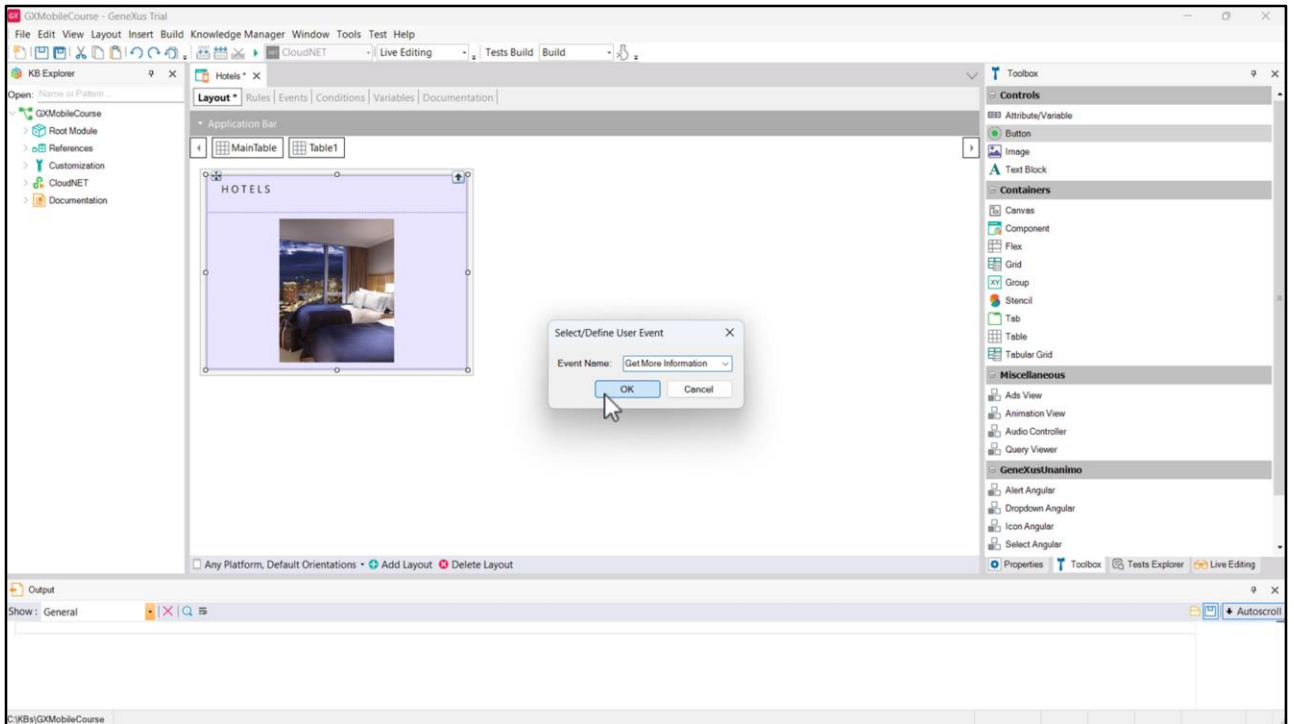 GX GXMobileCourse - GeneXus Trial
File Edit View Layout Insert Build Knowledge Manager Window Tools Test Help
CloudNET Live Editing Tests Build Build
KB Explorer
Open: Name or Pattern...
GXMobileCourse
Root Module
References
Customization
CloudNET
Documentation
Hotels *
Layout * Rules Events Conditions Variables Documentation
Application Bar
MainTable Table1
HOTELS
Select/Define User Event
Event Name: Get More Information
OK Cancel
Any Platform, Default Orientations Add Layout Delete Layout
Toolbox
Controls
Attribute/Variable
Button
Image
A Text Block
Containers
Canvas
Component
Flex
Grid
XY Group
Stencil
Tab
Table
Tabular Grid
Miscellaneous
Ads View
Animation View
Audio Controller
Query Viewer
GeneXusUnanimo
Alert Angular
Dropdown Angular
Icon Angular
Select Angular
Properties Toolbox Tests Explorer Live Editing
Output
Show: General
Autoscroll
C:\KBs\GXMobileCourse